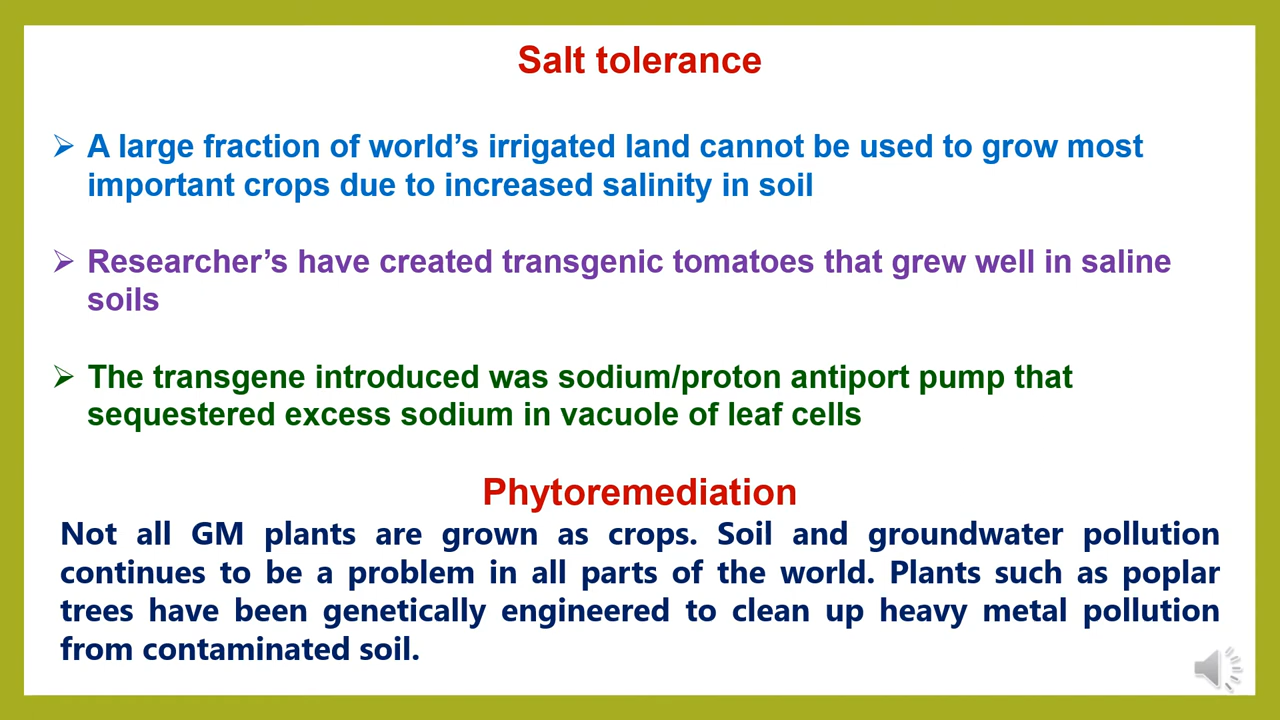 Salt tolerance
➢ A large fraction of world’s irrigated land cannot be used to grow most
important crops due to increased salinity in soil
➢ Researcher’s have created transgenic tomatoes that grew well in saline
soils
➢ The transgene introduced was sodium/proton antiport pump that
sequestered excess sodium in vacuole of leaf cells
Phytoremediation
Not all GM plants are grown as crops. Soil and groundwater pollution
continues to be a problem in all parts of the world. Plants such as poplar
trees have been genetically engineered to clean up heavy metal pollution
from contaminated soil.